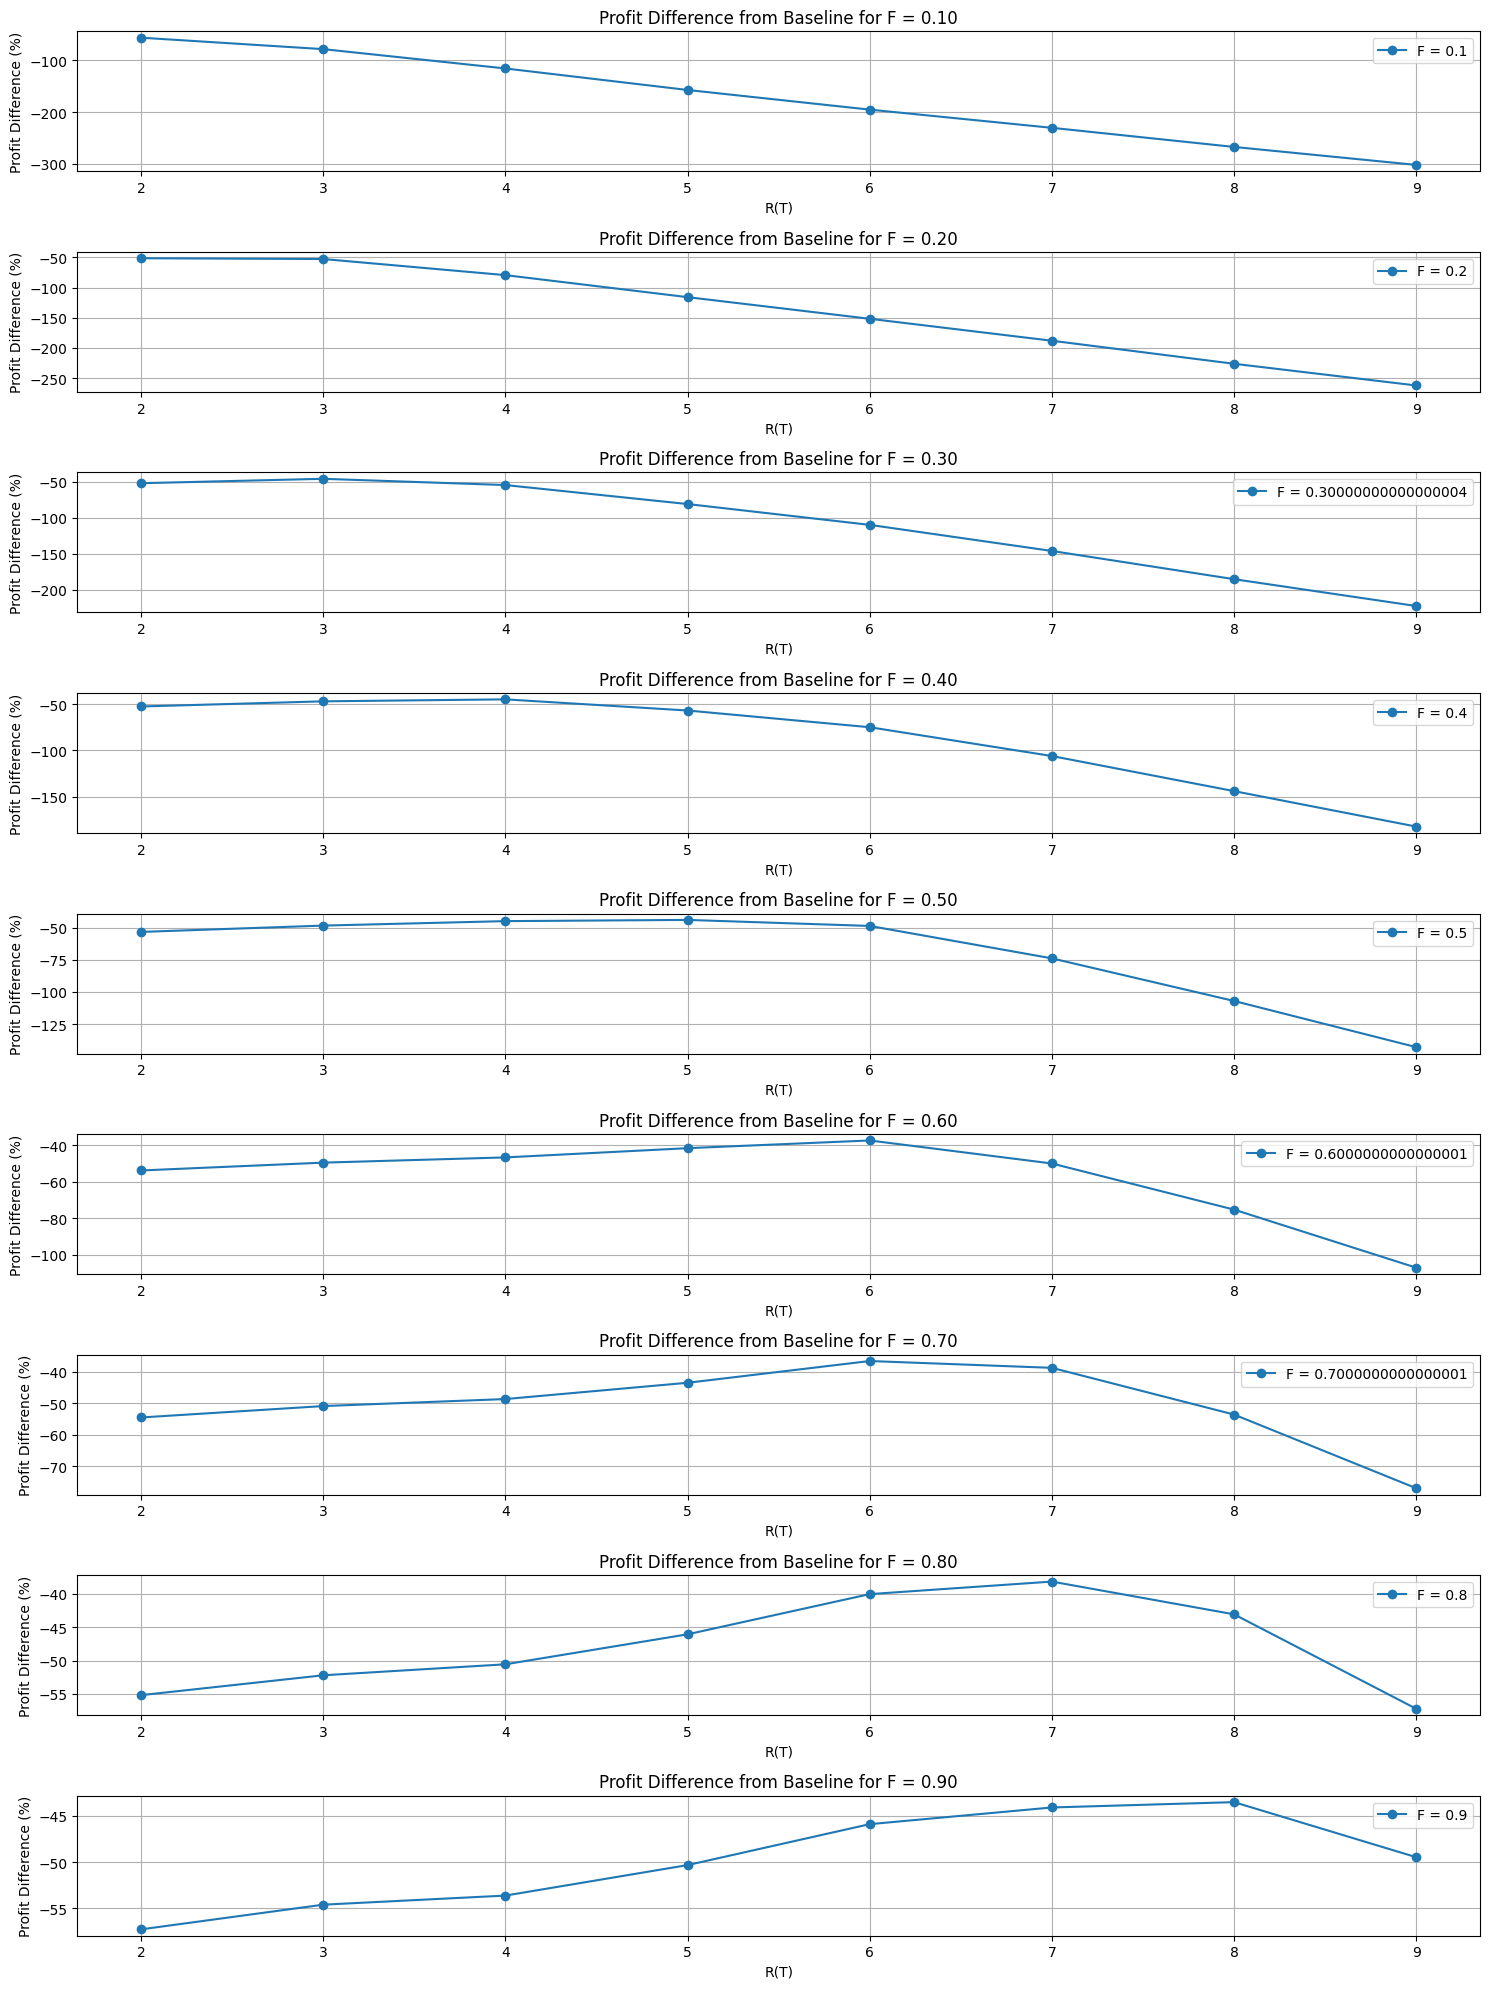 Profit Difference from Baseline for F = 0.10
Profit Difference (%)
−100
−200
−300
F = 0.1
2 3 4 5 6 7 8 9
R(T)
Profit Difference from Baseline for F = 0.20
Profit Difference (%)
−50
−100
−150
−200
−250
F = 0.2
2 3 4 5 6 7 8 9
R(T)
Profit Difference from Baseline for F = 0.30
Profit Difference (%)
−50
−100
−150
−200
F = 0.30000000000000004
2 3 4 5 6 7 8 9
R(T)
Profit Difference from Baseline for F = 0.40
Profit Difference (%)
−50
−100
−150
F = 0.4
2 3 4 5 6 7 8 9
R(T)
Profit Difference from Baseline for F = 0.50
Profit Difference (%)
−50
−75
−100
−125
F = 0.5
2 3 4 5 6 7 8 9
R(T)
Profit Difference from Baseline for F = 0.60
Profit Difference (%)
−40
−60
−80
−100
F = 0.6000000000000001
2 3 4 5 6 7 8 9
R(T)
Profit Difference from Baseline for F = 0.70
Profit Difference (%)
−40
−50
−60
−70
F = 0.7000000000000001
2 3 4 5 6 7 8 9
R(T)
Profit Difference from Baseline for F = 0.80
Profit Difference (%)
−40
−45
−50
−55
F = 0.8
2 3 4 5 6 7 8 9
R(T)
Profit Difference from Baseline for F = 0.90
Profit Difference (%)
−45
−50
−55
F = 0.9
2 3 4 5 6 7 8 9
R(T)